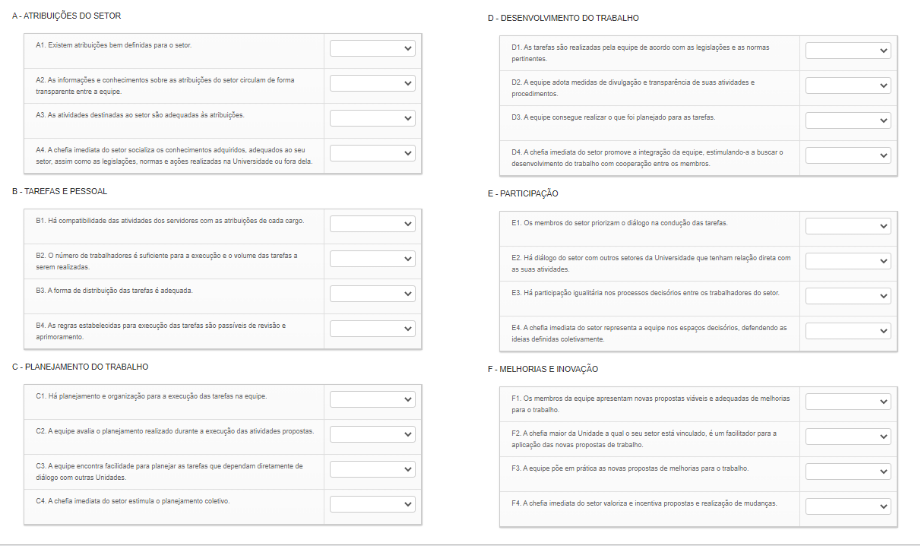 A - ATRIBUIÇÕES DO SETOR
A1. Existem atribuições bem definidas para o setor.
A2. As informações e conhecimentos sobre as atribuições do setor circulam de forma
transparente entre a equipe.
A3. As atividades destinadas ao setor são adequadas às atribuições.
A4. A chefia imediata do setor socializa os conhecimentos adquiridos, adequados ao seu
setor, assim como as legislações, normas e ações realizadas na Universidade ou fora dela.
B - TAREFAS E PESSOAL
B1. Há compatibilidade das atividades dos servidores com as atribuições de cada cargo.
B2. O número de trabalhadores é suficiente para a execução e o volume das tarefas a
serem realizadas.
B3. A forma de distribuição das tarefas é adequada.
B4. As regras estabelecidas para execução das tarefas são passíveis de revisão e
aprimoramento.
C - PLANEJAMENTO DO TRABALHO
C1. Há planejamento e organização para a execução das tarefas na equipe.
C2. A equipe avalia o planejamento realizado durante a execução das atividades propostas.
C3. A equipe encontra facilidade para planejar as tarefas que dependam diretamente de
diálogo com outras Unidades.
C4. A chefia imediata do setor estimula o planejamento coletivo.
D - DESENVOLVIMENTO DO TRABALHO
D1. As tarefas são realizadas pela equipe de acordo com as legislações e as normas
pertinentes.
D2. A equipe adota medidas de divulgação e transparência de suas atividades e
procedimentos.
D3. A equipe consegue realizar o que foi planejado para as tarefas.
D4. A chefia imediata do setor promove a integração da equipe, estimulando-a a buscar o
desenvolvimento do trabalho com cooperação entre os membros.
E - PARTICIPAÇÃO
E1. Os membros do setor priorizam o diálogo na condução das tarefas.
E2. Há diálogo do setor com outros setores da Universidade que tenham relação direta com
as suas atividades.
E3. Há participação igualitária nos processos decisórios entre os trabalhadores do setor.
E4. A chefia imediata do setor representa a equipe nos espaços decisórios, defendendo as
ideias definidas coletivamente.
F - MELHORIAS E INOVAÇÃO
F1. Os membros da equipe apresentam novas propostas viáveis e adequadas de melhorias
para o trabalho.
F2. A chefia maior da Unidade a qual o seu setor está vinculado, é um facilitador para a
aplicação das novas propostas de trabalho.
F3. A equipe põe em prática as novas propostas de melhorias para o trabalho.
F4. A chefia imediata do setor valoriza e incentiva propostas e realização de mudanças.